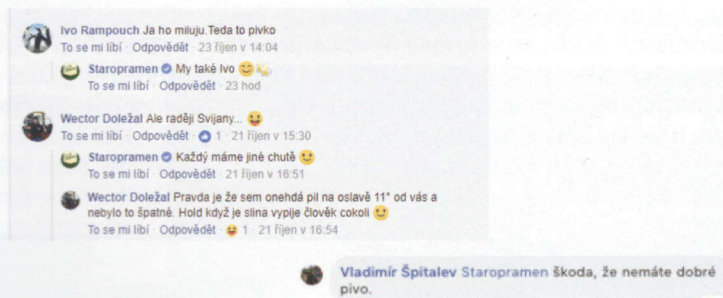 Ivo Rampouch Ja ho miluju.Teda to pivko
To se mi líbí · Odpovědět · 23 říjen v 14:04
Staropramen My také Ivo 😄🍻
To se mi líbí · Odpovědět · 23 hod
Wector Doležal Ale raději Svijany... 😛
To se mi líbí · Odpovědět · 1 · 21 říjen v 15:30
Staropramen Každý máme jiné chutě 🙂
To se mi líbí · Odpovědět · 21 říjen v 16:51
Wector Doležal Pravda je že sem onehdá pil na oslavě 11° od vás a
nebylo to špatné. Hold když je slina vypije člověk cokoli 🙂
To se mi líbí · Odpovědět · 1 · 21 říjen v 16:54
Vladimír Špitalev Staropramen škoda, že nemáte dobré
pivo.